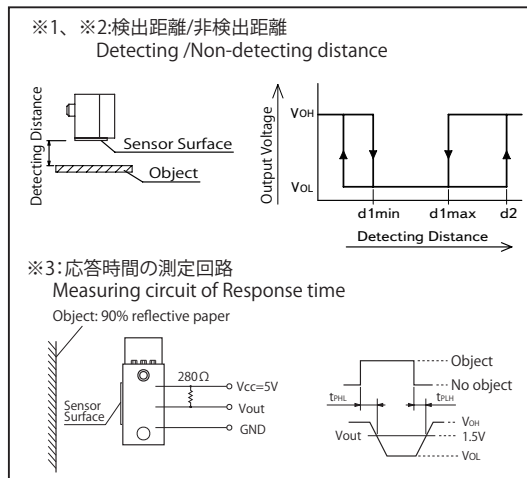 ※1、※2:検出距離/非検出距離
Detecting /Non-detecting distance
Detecting Distance
Sensor Surface
Object
Output Voltage
VOH
VOL
d1min
d1max
d2
Detecting Distance
※3:応答時間の測定回路
Measuring circuit of Response time
Object: 90% reflective paper
Sensor
Surface
280Ω
Vcc=5V
Vout
GND
Object
No object
tPHL
tPLH
Vout
VOH
1.5V
VOL